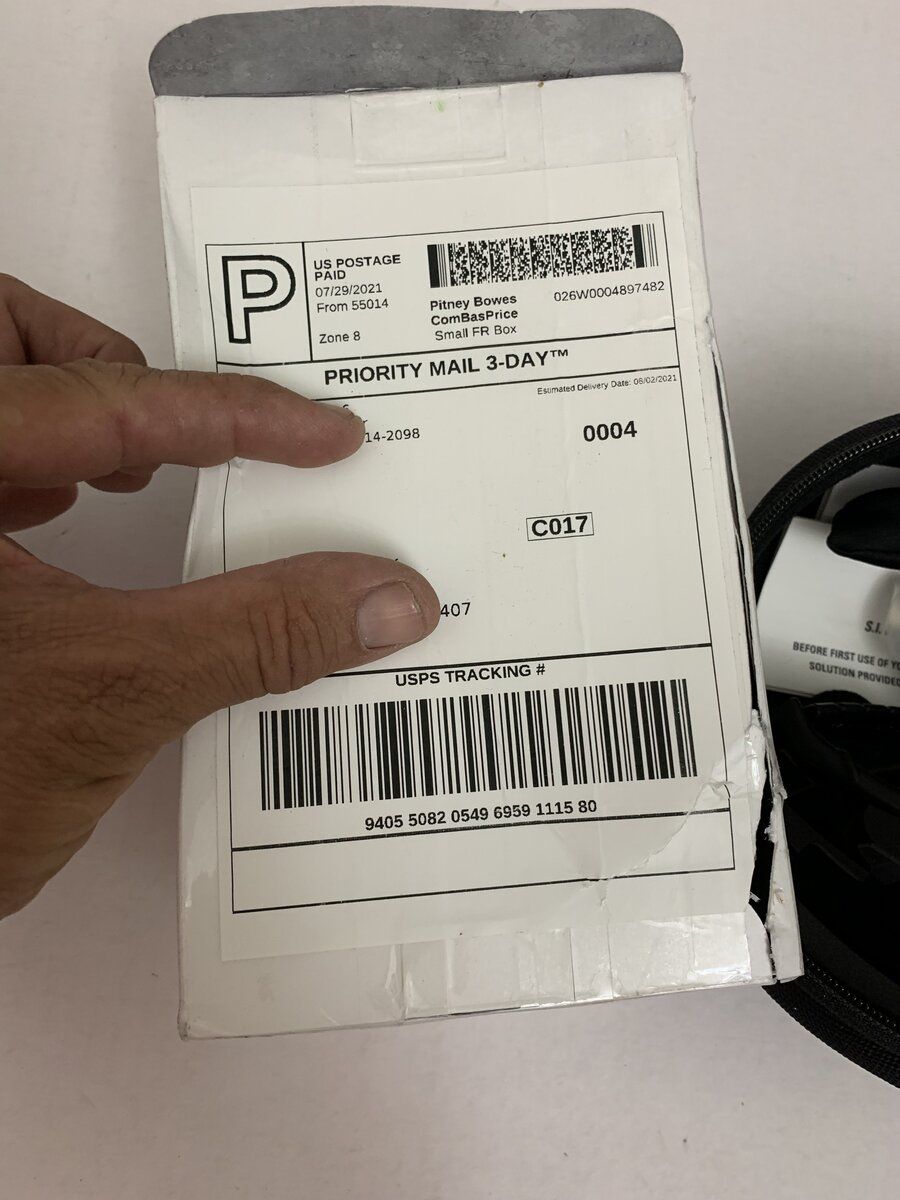 P
US POSTAGE
PAID
07/29/2021
From 55014
Zone 8
Pitney Bowes
ComBasPrice
Small FR Box
026W0004897482
PRIORITY MAIL 3-DAY™
Estimated Delivery Date: 08/02/2021
14-2098
0004
C017
407
USPS TRACKING #
9405 5082 0549 6959 1115 80
S.I.
BEFORE FIRST USE OF
SOLUTION PROVIDED